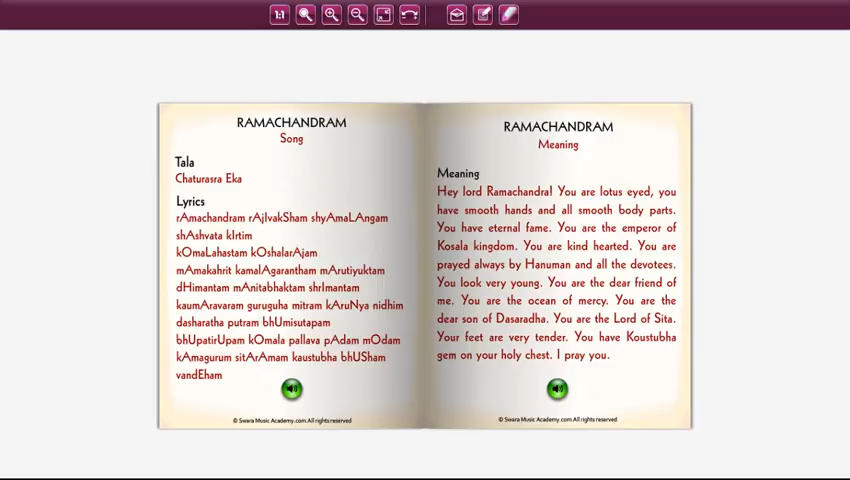 1:1
RAMACHANDRAM
Song
Tala
Chaturasra Eka
Lyrics
rAmachandram rAjIvakSham shyAmaLAngam
shAshvata kIrtim
kOmaLahastam kOshalarAjam
mAmakahrit kamalAgarantham mArutiyuktam
dHimantam mAnitabhaktam shrImantam
kaumAravaram guruguha mitram kAruNya nidhim
dasharatha putram bhUmisutapam
bhUpatirUpam kOmala pallava pAdam mOdam
kAmagurum sitArAmam kaustubha bhUSham
vandEham
© Swara Music Academy.com All rights reserved
RAMACHANDRAM
Meaning
Meaning
Hey lord Ramachandra! You are lotus eyed, you
have smooth hands and all smooth body parts.
You have eternal fame. You are the emperor of
Kosala kingdom. You are kind hearted. You are
prayed always by Hanuman and all the devotees.
You look very young. You are the dear friend of
me. You are the ocean of mercy. You are the
dear son of Dasaradha. You are the Lord of Sita.
Your feet are very tender. You have Koustubha
gem on your holy chest. I pray you.
© Swara Music Academy.com All rights reserved